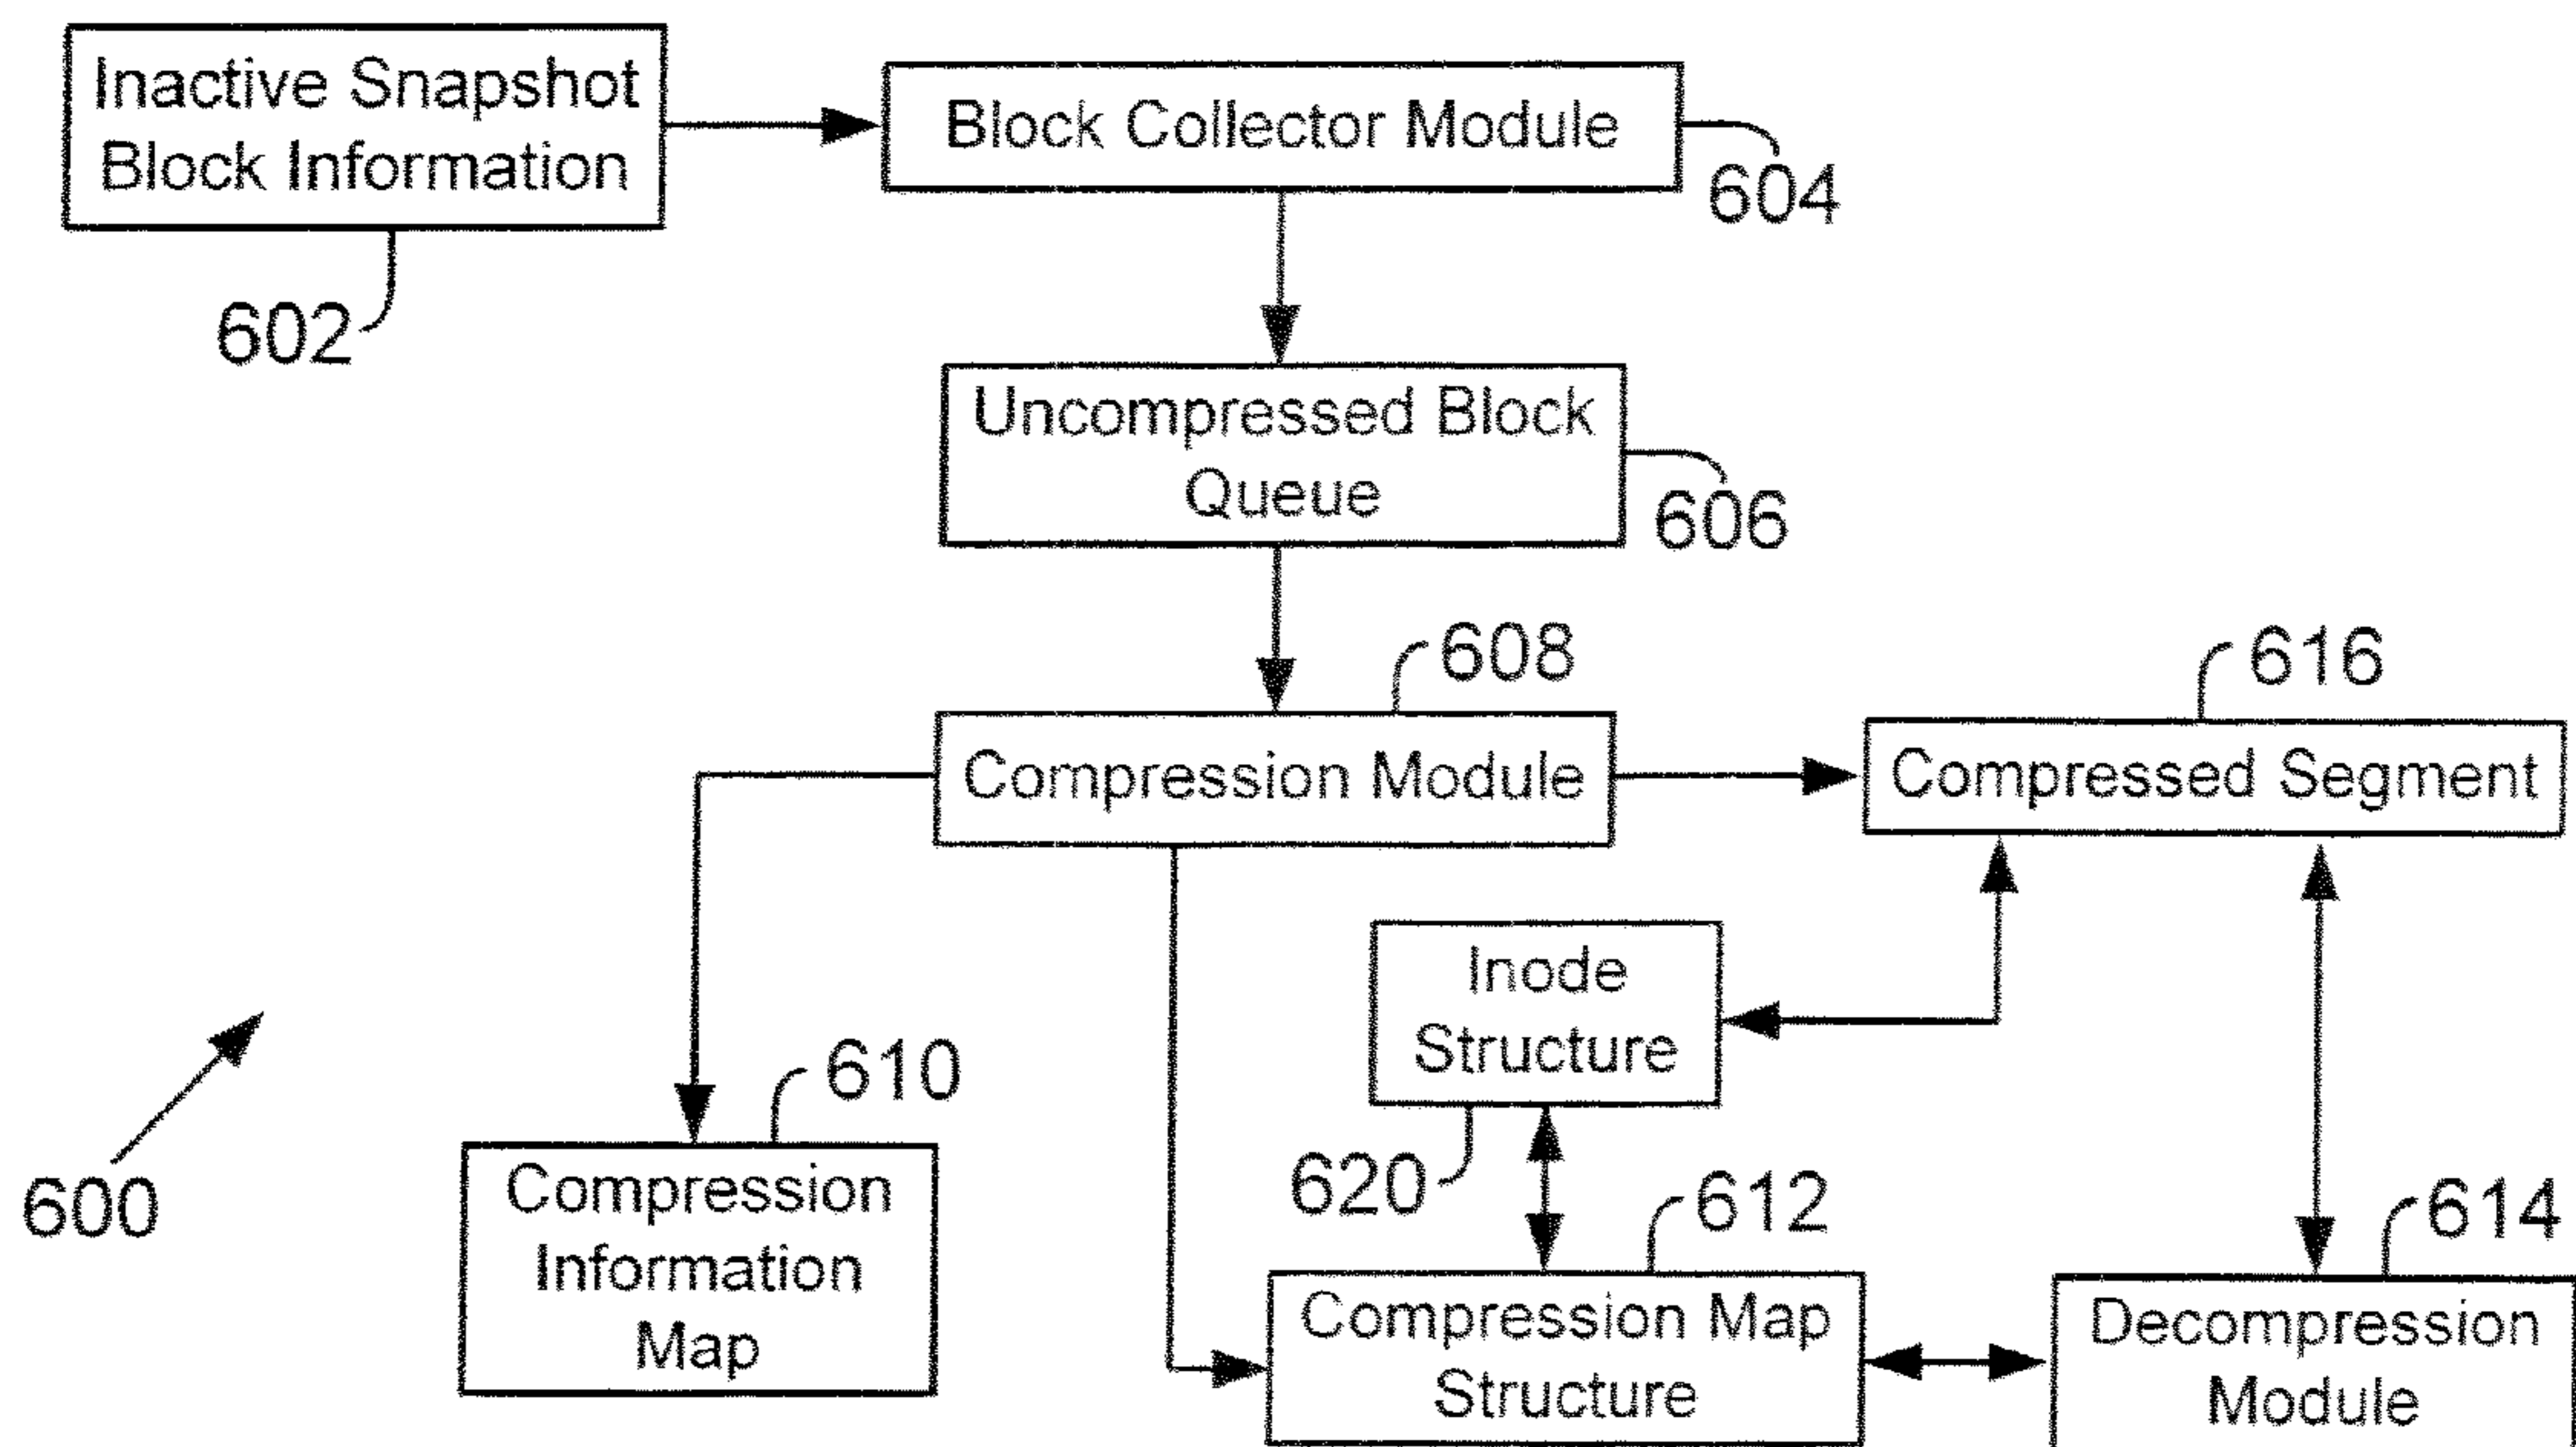 Inactive Snapshot
Block Information
602
Block Collector Module
604
Uncompressed Block
Queue
606
608
Compression Module
616
Compressed Segment
Inode
Structure
620
600
610
Compression
Information
Map
612
Compression Map
Structure
614
Decompression
Module